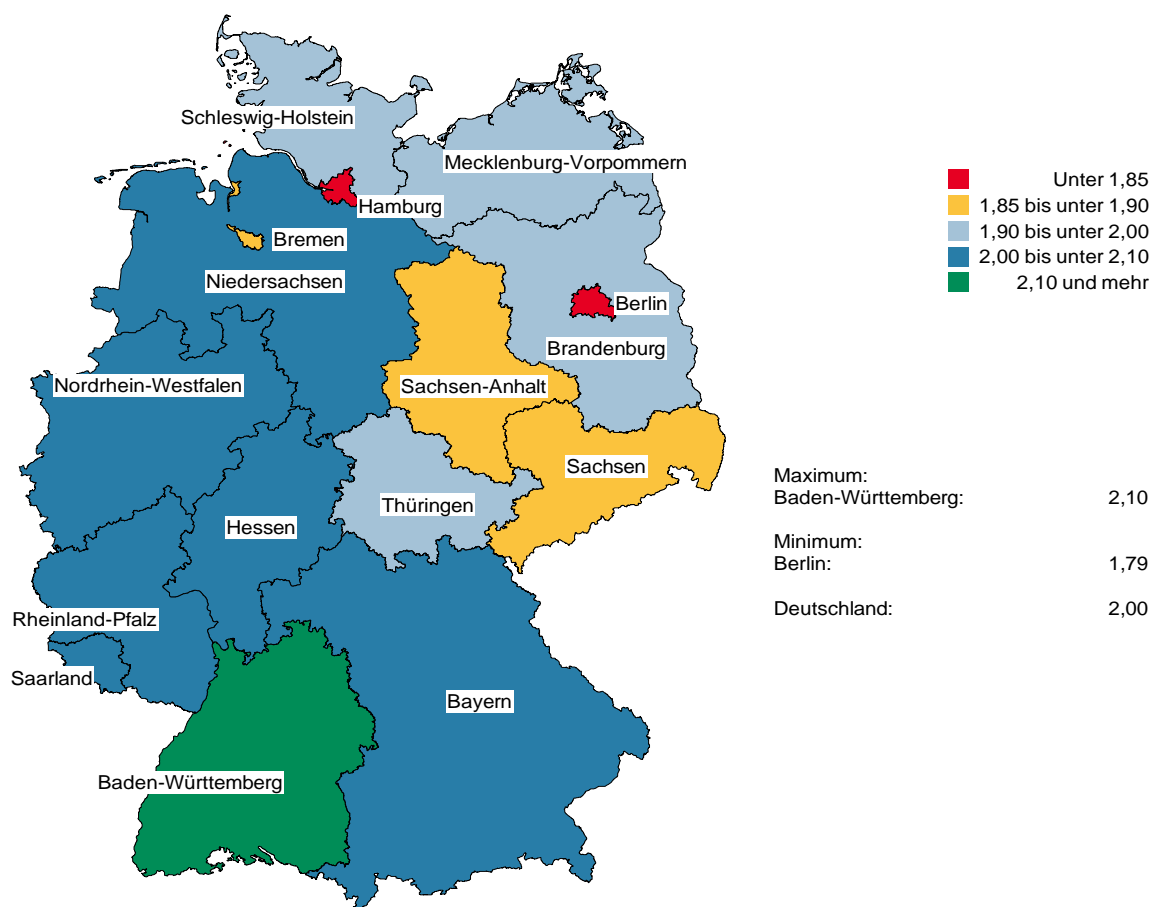 Schleswig-Holstein
Mecklenburg-Vorpommern
Hamburg
Bremen
Niedersachsen
Berlin
Brandenburg
Nordrhein-Westfalen
Sachsen-Anhalt
Sachsen
Thüringen
Hessen
Rheinland-Pfalz
Saarland
Bayern
Baden-Württemberg
Unter 1,85
1,85 bis unter 1,90
1,90 bis unter 2,00
2,00 bis unter 2,10
2,10 und mehr
Maximum:
Baden-Württemberg: 2,10
Minimum:
Berlin: 1,79
Deutschland: 2,00